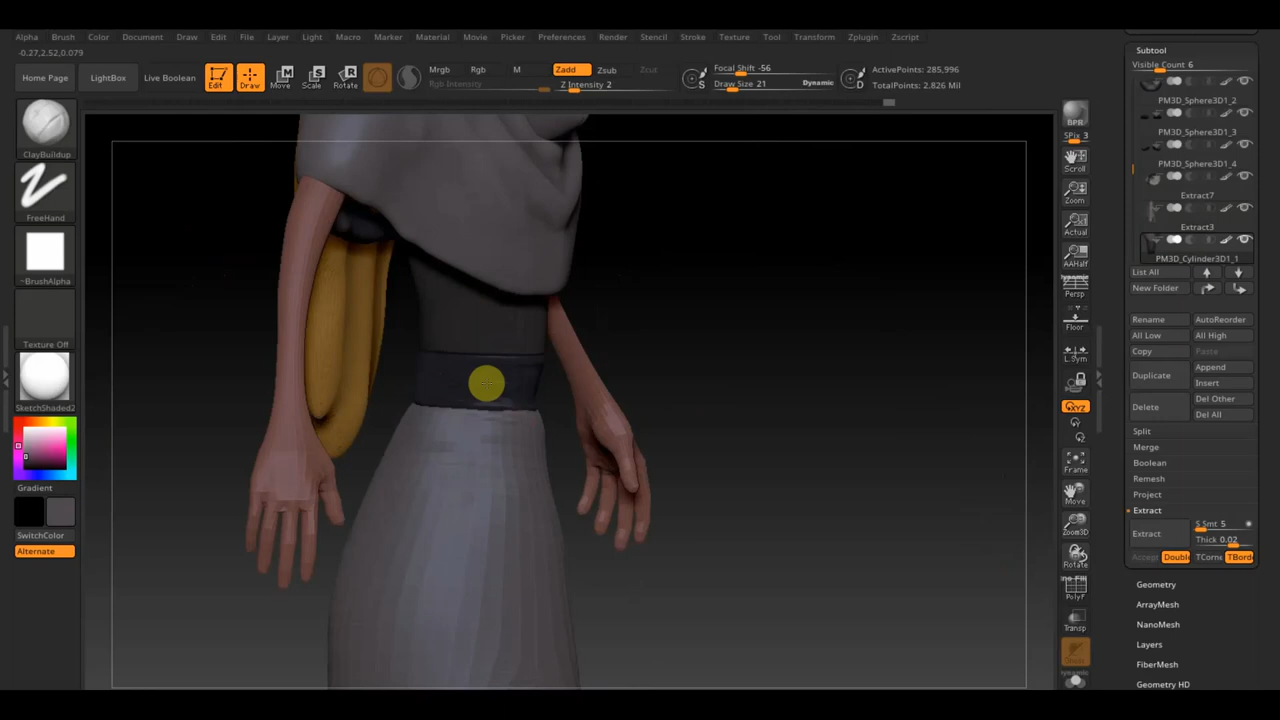 Alpha Brush Color Document Draw Edit File Layer Light Macro Marker Material Movie Picker Preferences Render Stencil Stroke Texture Tool Transform Zplugin Zscript
-0.27,2.52,0.079
Home Page LightBox Live Boolean Edit Draw Move Scale Rotate Mrgb Rgb M Zadd Zsub Zcut
Rgb Intensity Z Intensity 2
Focal Shift -56
Draw Size 21 Dynamic
ActivePoints: 285,996
TotalPoints: 2.826 Mil
ClayBuildup
FreeHand
~BrushAlpha
Texture Off
SketchShaded2
Gradient
SwitchColor
Alternate
BPR
SPix 3
Scroll
Zoom
Actual
AAHalf
Persp
Floor
L.Sym
XYZ
Frame
Move
Zoom3D
Rotate
PolyF
Transp
Subtool
Visible Count 6
PM3D_Sphere3D1_2
PM3D_Sphere3D1_3
PM3D_Sphere3D1_4
Extract7
Extract3
PM3D_Cylinder3D1_1
List All
New Folder
Rename AutoReorder
All Low All High
Copy Paste
Duplicate Append
Insert
Delete Del Other
Del All
Split
Merge
Boolean
Remesh
Project
Extract
S Smt 5
Extract Thick 0.02
Accept Double TCorne TBord
Geometry
ArrayMesh
NanoMesh
Layers
FiberMesh
Geometry HD